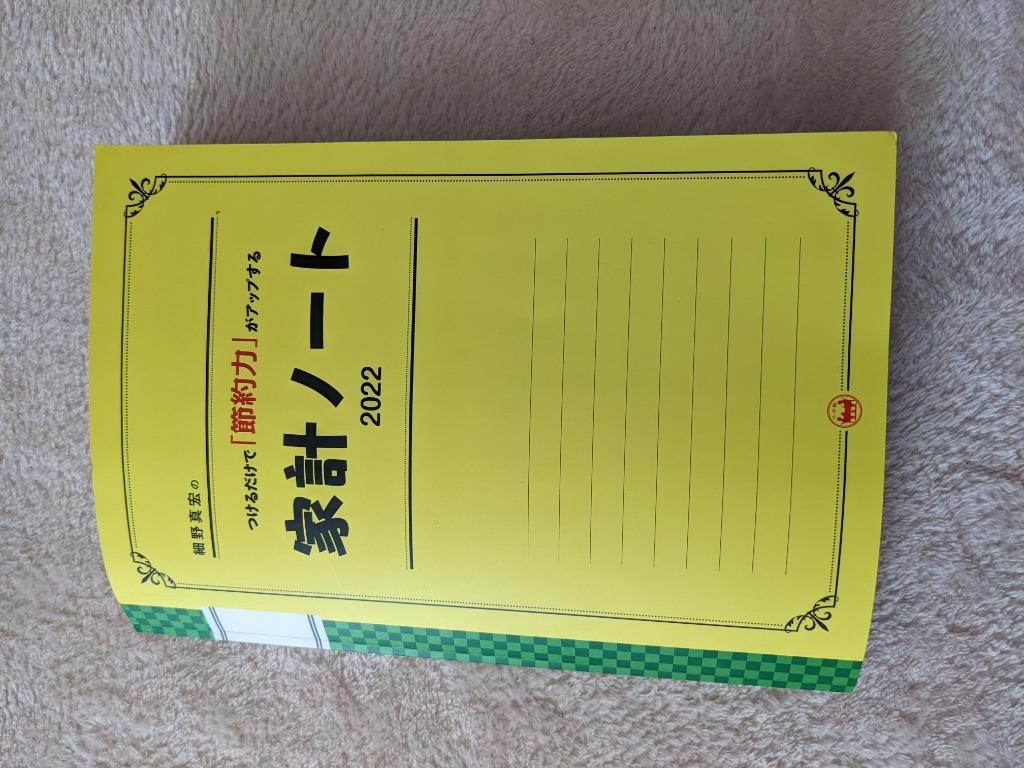 細野真宏の
つけるだけで「節約力」がアップする
家計ノート
2022